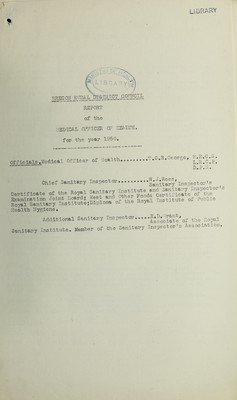 LIBRARY
LIBRARY
RURAL DISTRICT COUNCIL
REPORT
of the
MEDICAL OFFICER OF HEALTH.
for the year 1950.
Officials. Medical Officer of Health.........W.O.R.George, M.R.C.S.
L.R.C.P.
D.P.H.
Chief Sanitary Inspector..........
Sanitary Inspector's
Certificate of the Royal Sanitary Institute and Sanitary Inspector's
Examination Joint Board; Meat and Other Foods Certificate of the
Royal Sanitary Institute;Diploma of the Royal Institute of Public
Health Hygiene.
Additional Sanitary Inspector.....
Associate of the Royal
Sanitary Institute. Member of the Sanitary Inspector's Association.